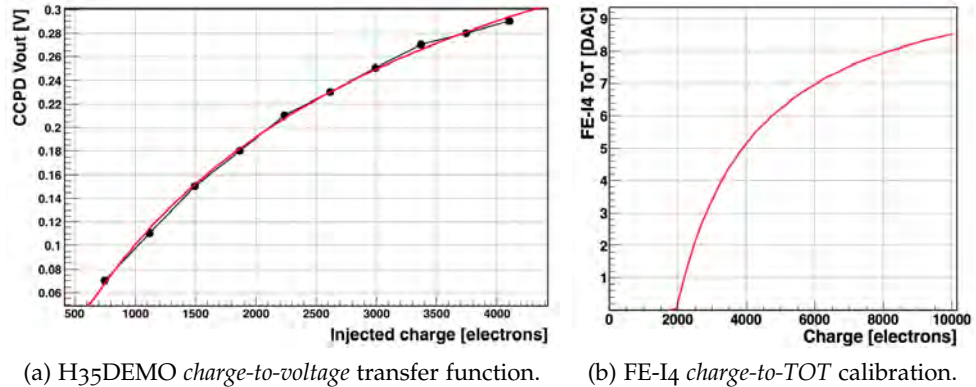 CCPD Vout [V]
0.3
0.28
0.26
0.24
0.22
0.2
0.18
0.16
0.14
0.12
0.1
0.08
0.06
500 1000 1500 2000 2500 3000 3500 4000
Injected charge [electrons]
FE-I4 ToT [DAC]
9
8
7
6
5
4
3
2
1
0 2000 4000 6000 8000 10000
Charge [electrons]
(a) H35DEMO charge-to-voltage transfer function.
(b) FE-I4 charge-to-TOT calibration.